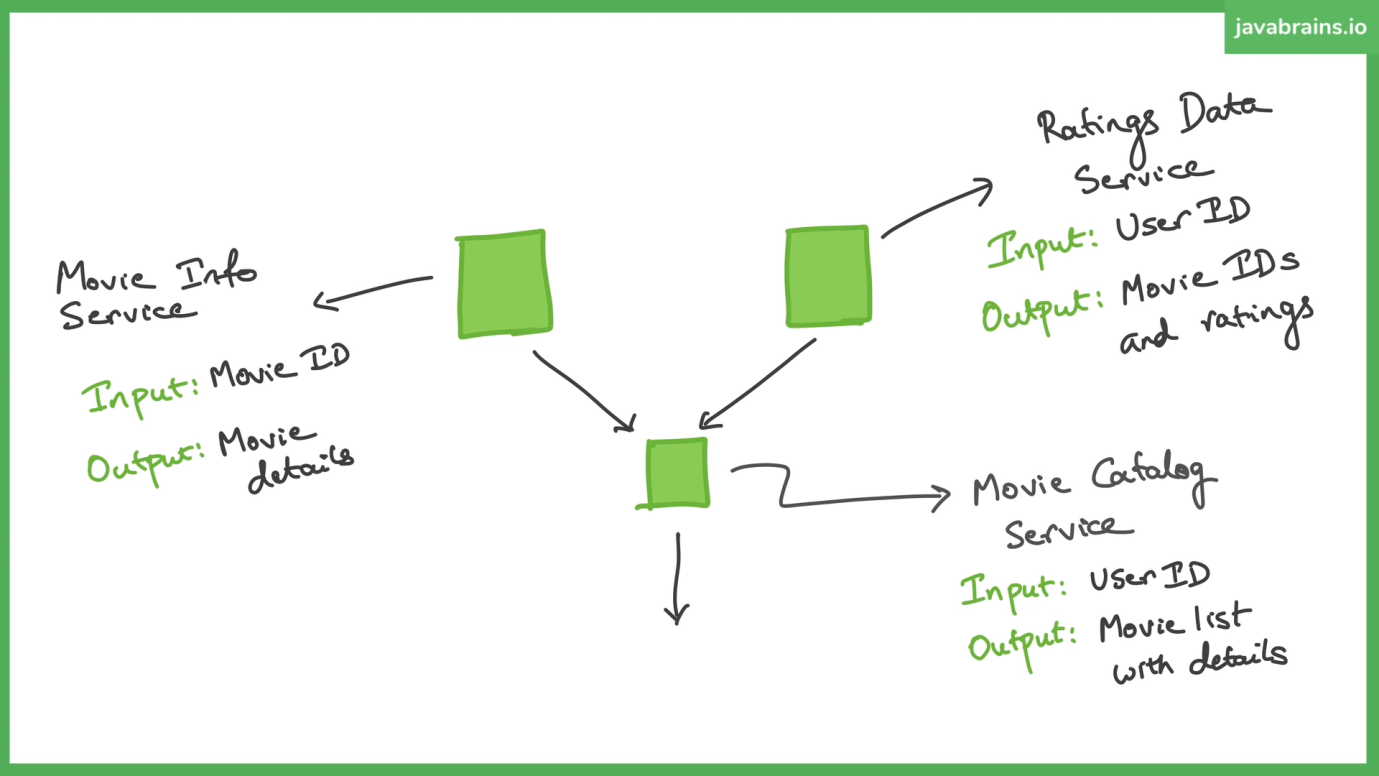 javabrains.io
Ratings Data
Service
Input: User ID
Output: Movie IDs
and ratings
Movie Info
Service
Input: Movie ID
Output: Movie
details
Movie Catalog
Service
Input: User ID
Output: Movie list
with details